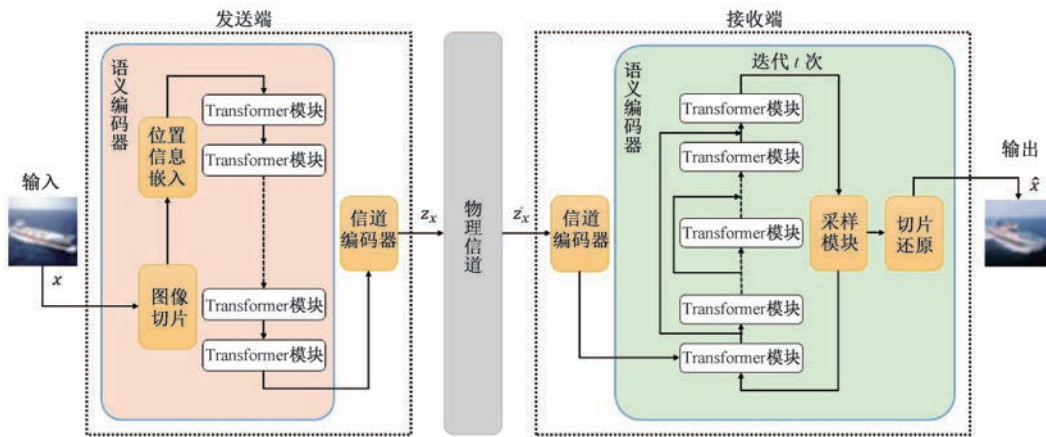 发送端
接收端
语义编码器
位置
信息
嵌入
Transformer模块
Transformer模块
Transformer模块
Transformer模块
图像
切片
输入
x
信道
编码器
z_x
物理信道
z_x^'
信道
编码器
语义编码器
迭代 t 次
Transformer模块
Transformer模块
Transformer模块
Transformer模块
Transformer模块
采样
模块
切片
还原
输出
x̂